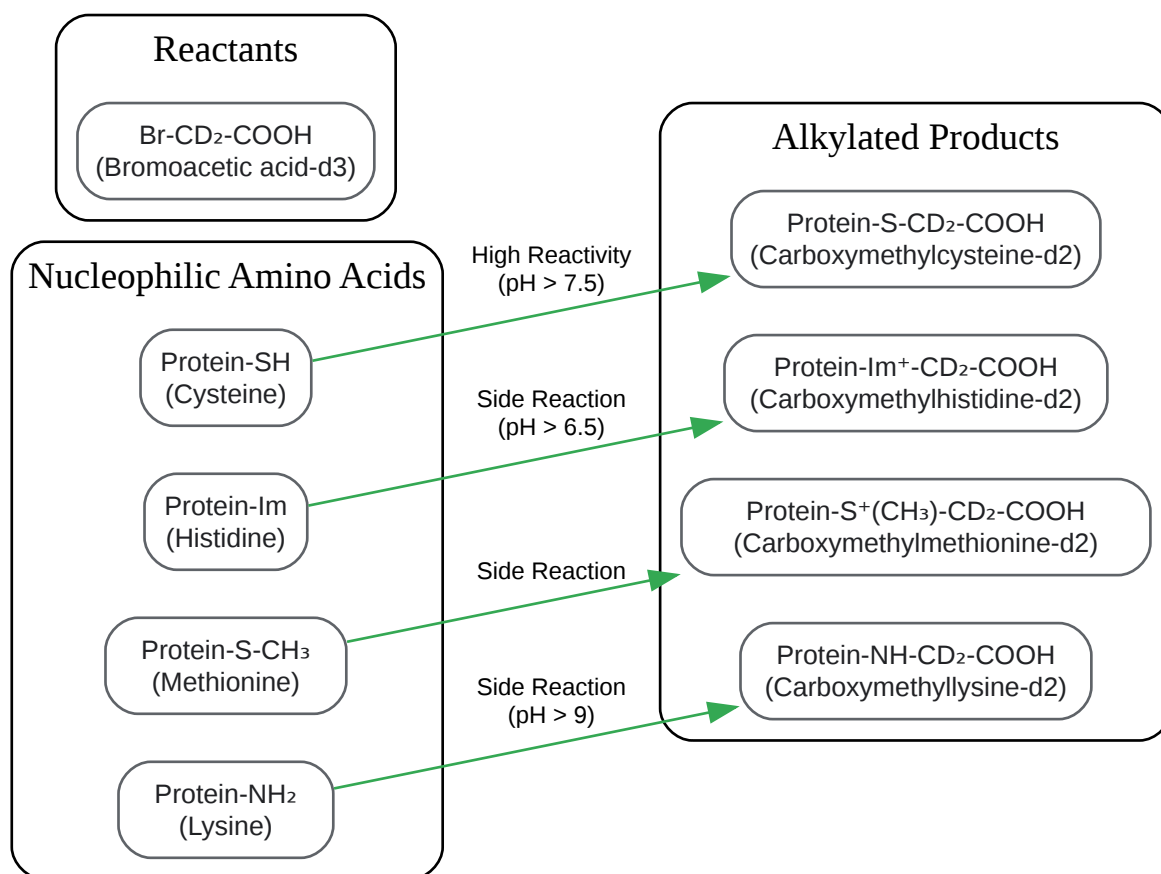 Reactants
Br-CD₂-COOH
(Bromoacetic acid-d3)
Nucleophilic Amino Acids
Protein-SH
(Cysteine)
Protein-Im
(Histidine)
Protein-S-CH₃
(Methionine)
Protein-NH₂
(Lysine)
High Reactivity
(pH > 7.5)
Side Reaction
(pH > 6.5)
Side Reaction
Side Reaction
(pH > 9)
Alkylated Products
Protein-S-CD₂-COOH
(Carboxymethylcysteine-d2)
Protein-Im⁺-CD₂-COOH
(Carboxymethylhistidine-d2)
Protein-S⁺(CH₃)-CD₂-COOH
(Carboxymethylmethionine-d2)
Protein-NH-CD₂-COOH
(Carboxymethyllysine-d2)